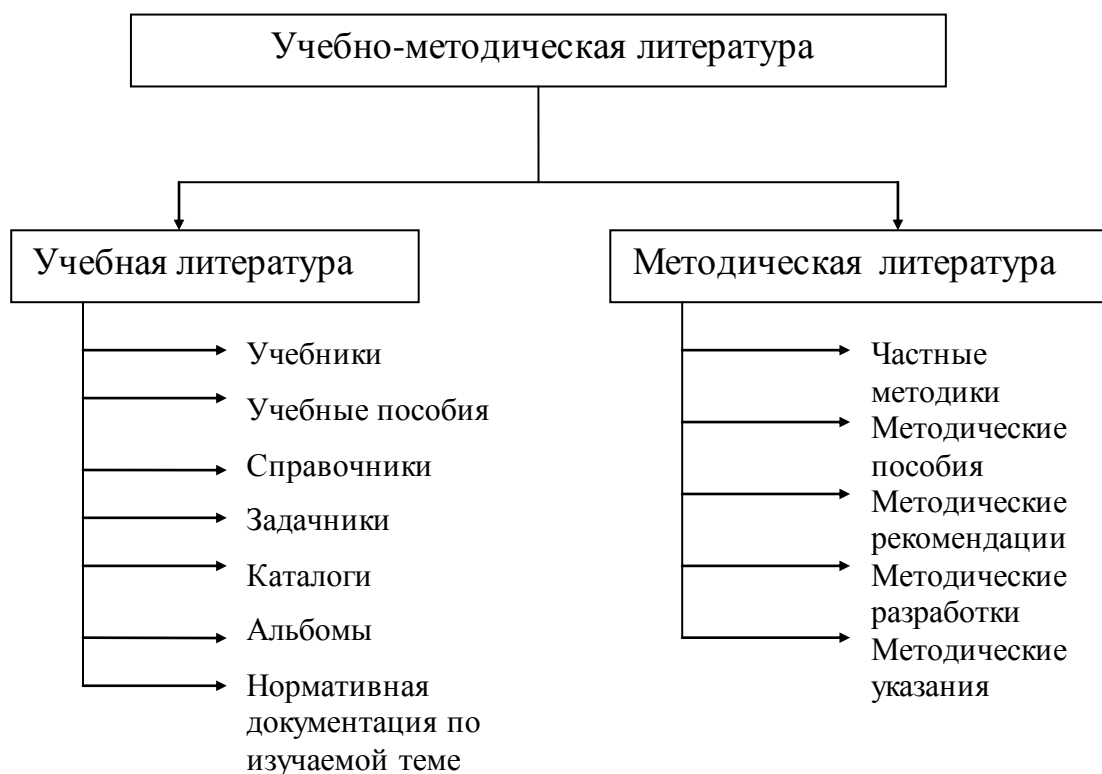 Учебно-методическая литература
Учебная литература
Методическая литература
Учебники
Учебные пособия
Справочники
Задачники
Каталоги
Альбомы
Нормативная
документация по
изучаемой теме
Частные
методики
Методические
пособия
Методические
рекомендации
Методические
разработки
Методические
указания